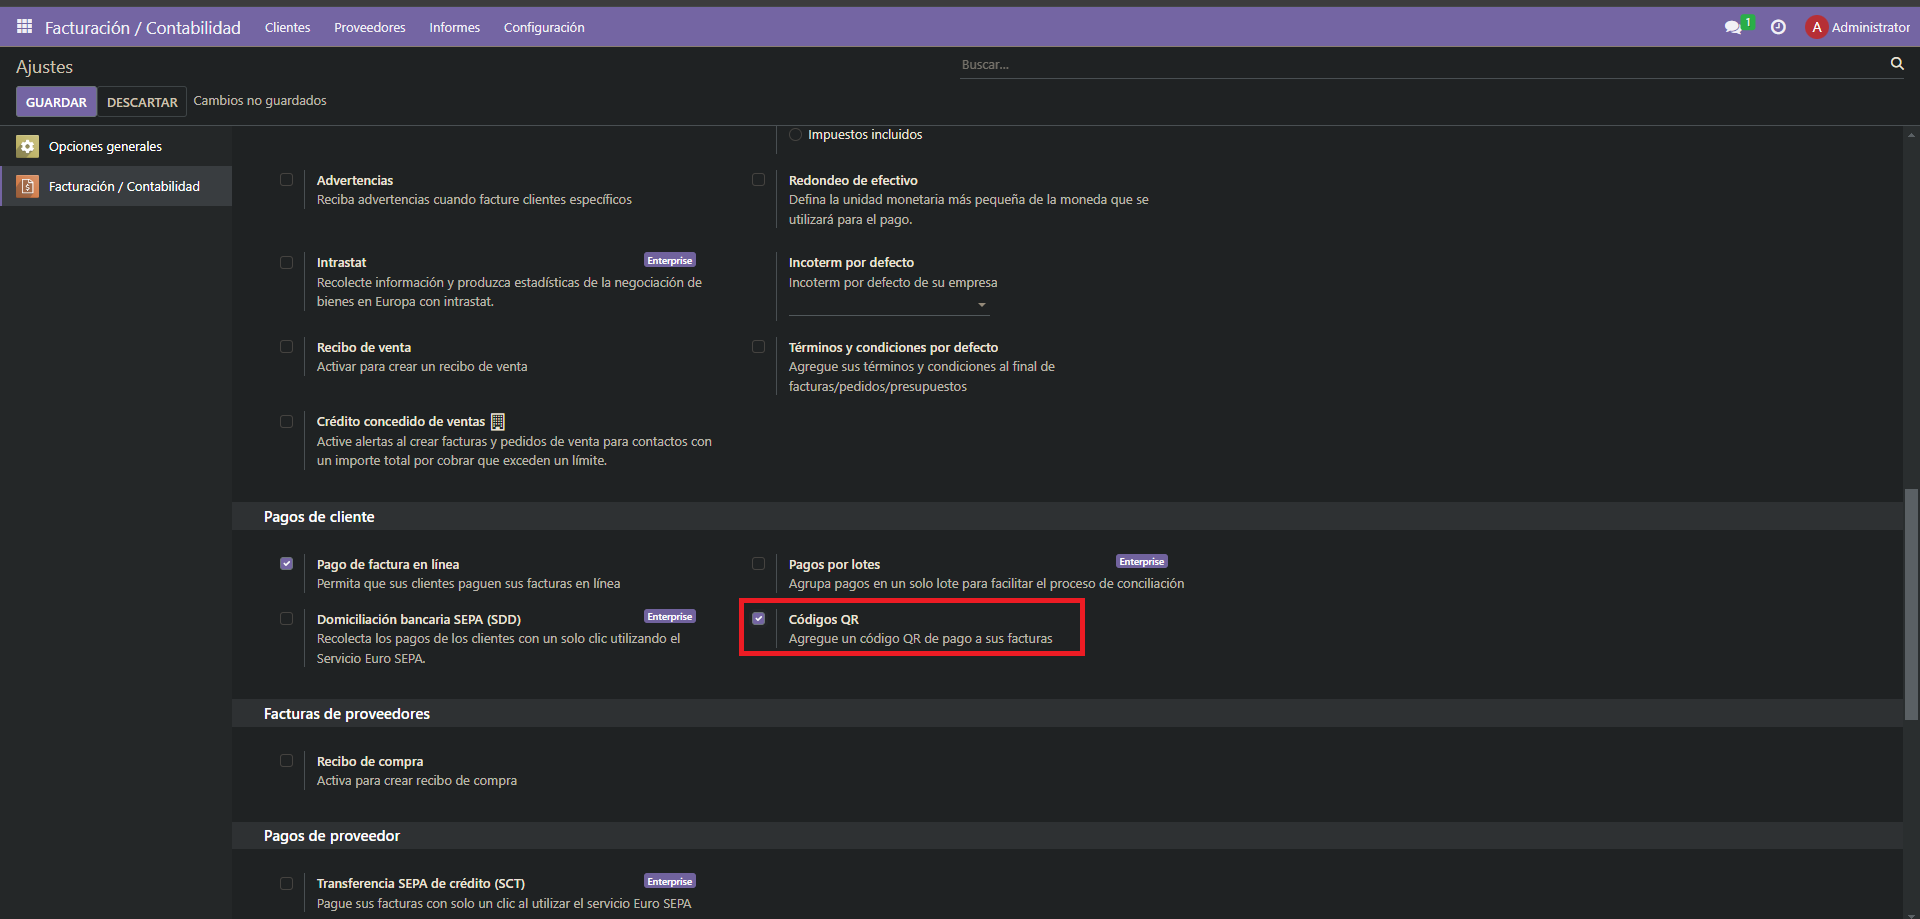 Facturación / Contabilidad Clientes Proveedores Informes Configuración 1 A Administrator
Ajustes
Buscar...
GUARDAR DESCARTAR Cambios no guardados
Opciones generales
Facturación / Contabilidad
Impuestos incluidos
Advertencias
Reciba advertencias cuando facture clientes específicos
Redondeo de efectivo
Defina la unidad monetaria más pequeña de la moneda que se
utilizará para el pago.
Intrastat Enterprise
Recolecte información y produzca estadísticas de la negociación de
bienes en Europa con intrastat.
Incoterm por defecto
Incoterm por defecto de su empresa
Recibo de venta
Activar para crear un recibo de venta
Términos y condiciones por defecto
Agregue sus términos y condiciones al final de
facturas/pedidos/presupuestos
Crédito concedido de ventas
Active alertas al crear facturas y pedidos de venta para contactos con
un importe total por cobrar que exceden un límite.
Pagos de cliente
Pago de factura en línea
Permita que sus clientes paguen sus facturas en línea
Pagos por lotes Enterprise
Agrupa pagos en un solo lote para facilitar el proceso de conciliación
Domiciliación bancaria SEPA (SDD) Enterprise
Recolecta los pagos de los clientes con un solo clic utilizando el
Servicio Euro SEPA.
Códigos QR
Agregue un código QR de pago a sus facturas
Facturas de proveedores
Recibo de compra
Activa para crear recibo de compra
Pagos de proveedor
Transferencia SEPA de crédito (SCT) Enterprise
Pague sus facturas con solo un clic al utilizar el servicio Euro SEPA